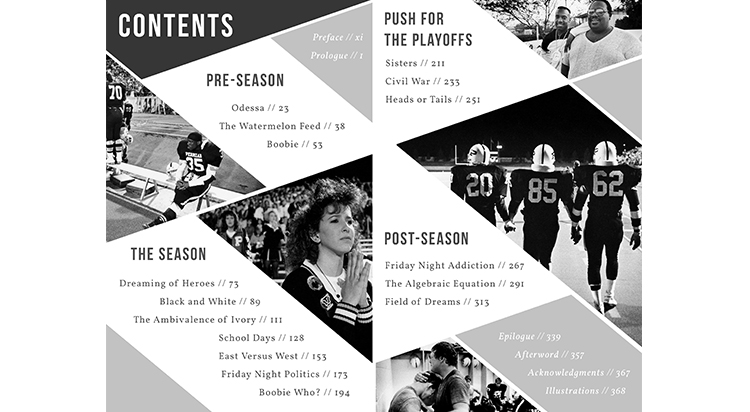 CONTENTS
Preface // xi
Prologue // 1
PRE-SEASON
Odessa // 23
The Watermelon Feed // 38
Boobie // 53
70
PERMIAN
35
THE SEASON
Dreaming of Heroes // 73
Black and White // 89
The Ambivalence of Ivory // 111
School Days // 128
East Versus West // 153
Friday Night Politics // 173
Boobie Who? // 194
PUSH FOR
THE PLAYOFFS
Sisters // 211
Civil War // 233
Heads or Tails // 251
20
85
62
POST-SEASON
Friday Night Addiction // 267
The Algebraic Equation // 291
Field of Dreams // 313
Epilogue // 339
Afterword // 357
Acknowledgments // 367
Illustrations // 368